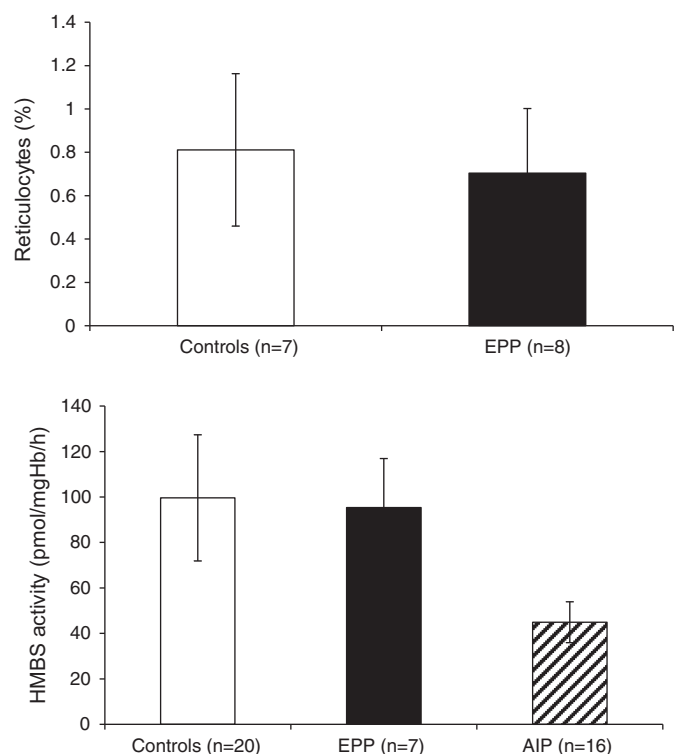 Reticulocytes (%)
1.4
1.2
1
0.8
0.6
0.4
0.2
0
Controls (n=7)
EPP (n=8)
HMBS activity (pmol/mgHb/h)
140
120
100
80
60
40
20
0
Controls (n=20)
EPP (n=7)
AIP (n=16)